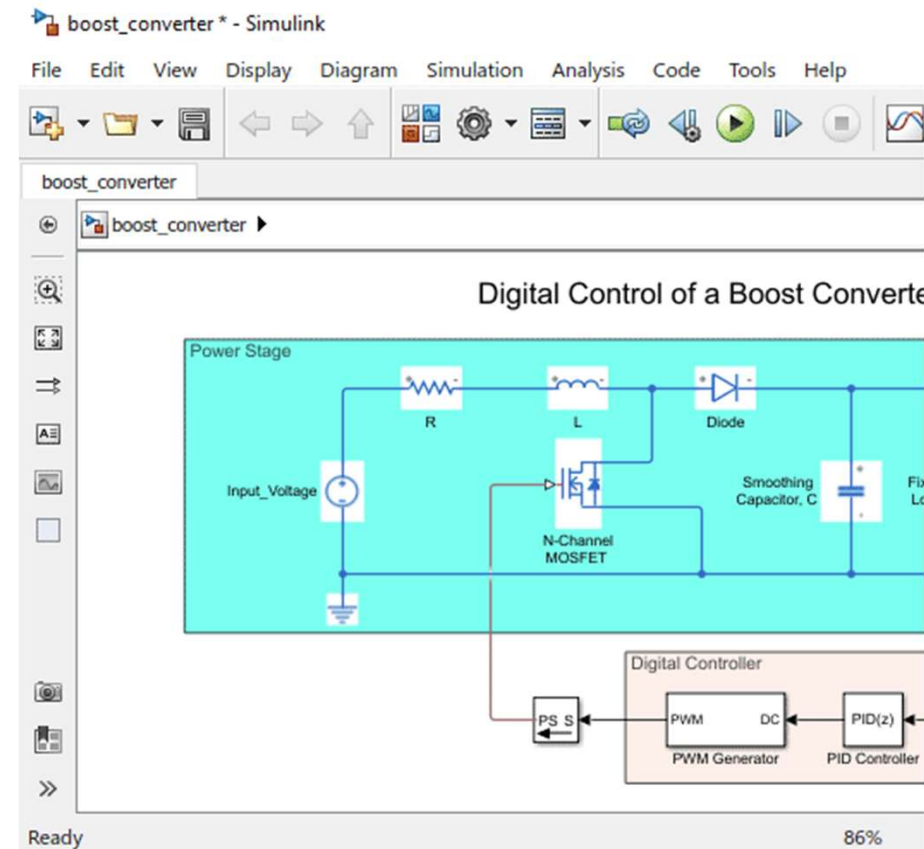 boost_converter * - Simulink
File Edit View Display Diagram Simulation Analysis Code Tools Help
boost_converter
boost_converter
Digital Control of a Boost Converte
Power Stage
R
L
Diode
Input_Voltage
Smoothing
Capacitor, C
Fix
Lo
N-Channel
MOSFET
Digital Controller
PS S
PWM DC
PID(z)
PWM Generator
PID Controller
Ready
86%